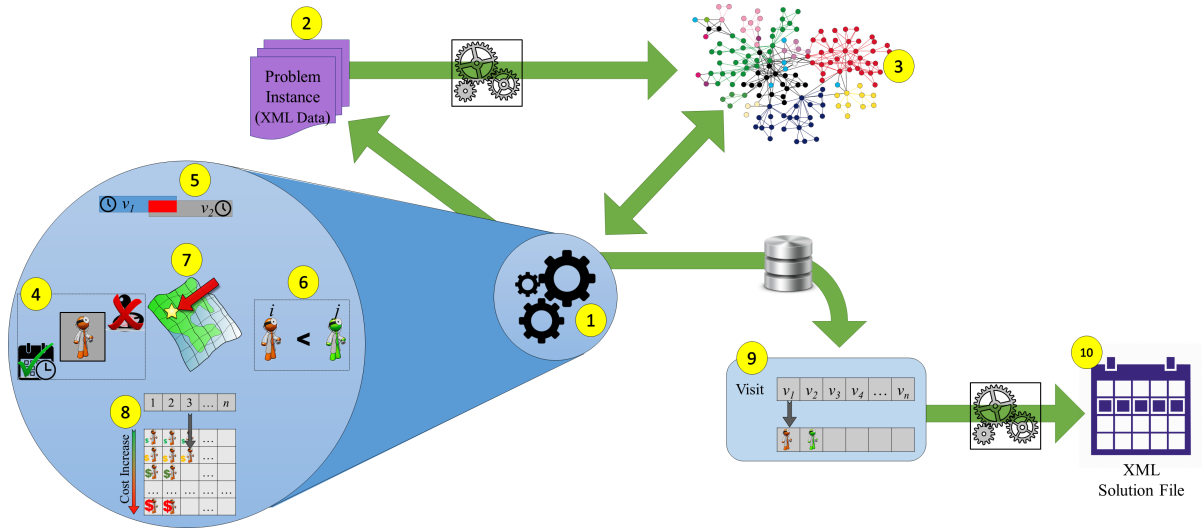 2
Problem
Instance
(XML Data)
3
5
v1 v2
7
4
6
i j
<
1
8
1 2 3 … n
…
…
…
… … … …
$ $
Cost Increase
9
Visit v1 v2 v3 v4 … vn
10
XML
Solution File